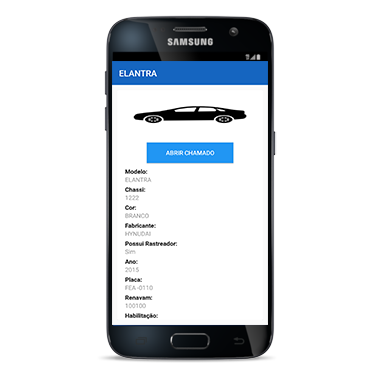 SAMSUNG
ELANTRA
ABRIR CHAMADO
Modelo:
ELANTRA
Chassi:
1222
Cor:
BRANCO
Fabricante:
HYNUDAI
Possui Rastreador:
Sim
Ano:
2015
Placa:
FEA -0110
Renavam:
100100
Habilitação: